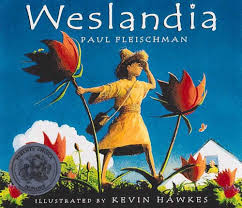 Weslandia
PAUL FLEISCHMAN
ILLUSTRATED BY KEVIN HAWKES